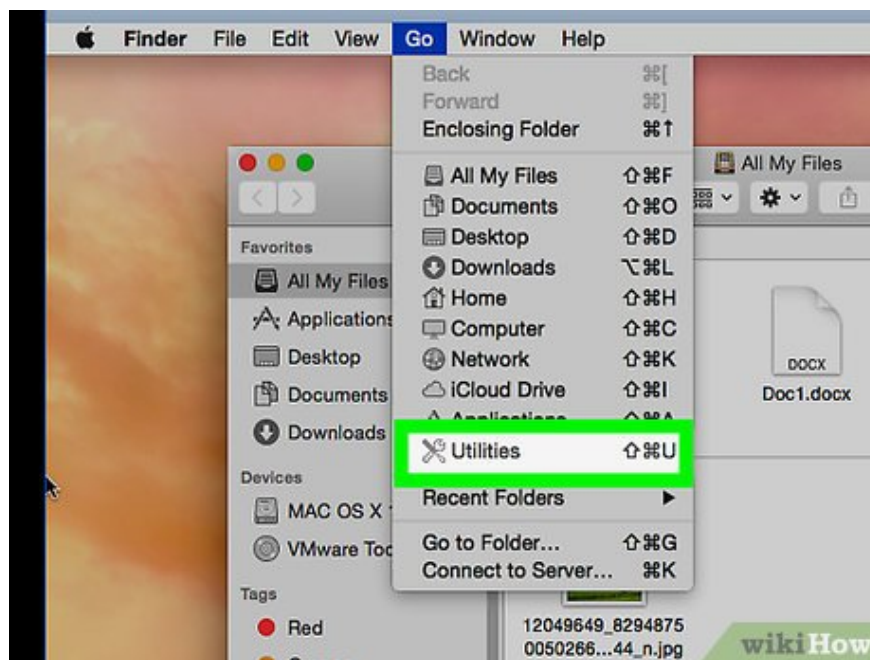 Finder File Edit View Go Window Help
Back ⌘[
Forward ⌘]
Enclosing Folder ⌘↑
All My Files ⇧⌘F
Documents ⇧⌘O
Desktop ⇧⌘D
Downloads ⌥⌘L
Home ⇧⌘H
Computer ⇧⌘C
Network ⇧⌘K
iCloud Drive ⇧⌘I
Applications ⇧⌘A
Utilities ⇧⌘U
Recent Folders ▶
Go to Folder... ⇧⌘G
Connect to Server... ⌘K
All My Files
Favorites
All My Files
Applications
Desktop
Documents
Downloads
Devices
MAC OS X
VMware Too
Tags
Red
DOCX
Doc1.docx
12049649_8294875
0050266...44_n.jpg
wikiHow